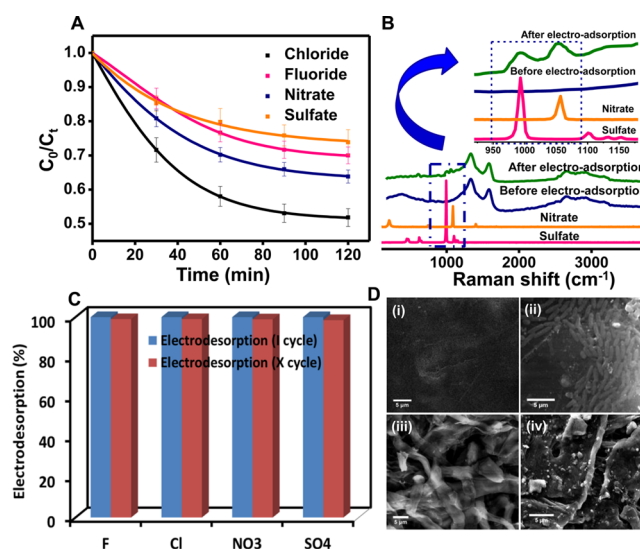 A
1.0
0.9
0.8
0.7
0.6
0.5
C₀/Cₜ
0
20
40
60
80
100
120
Time (min)
Chloride
Fluoride
Nitrate
Sulfate
B
After electro-adsorption
Before electro-adsorption
Nitrate
Sulfate
950 1000 1050 1100 1150
After electro-adsorption
Before electro-adsorption
Nitrate
Sulfate
1000 2000 3000
Raman shift (cm⁻¹)
C
120
100
80
60
40
20
0
Electrodesorption (%)
Electrodesorption (I cycle)
Electrodesorption (X cycle)
F Cl NO3 SO4
D
(i)
5 µm
(ii)
5 µm
(iii)
5 µm
(iv)
5 µm